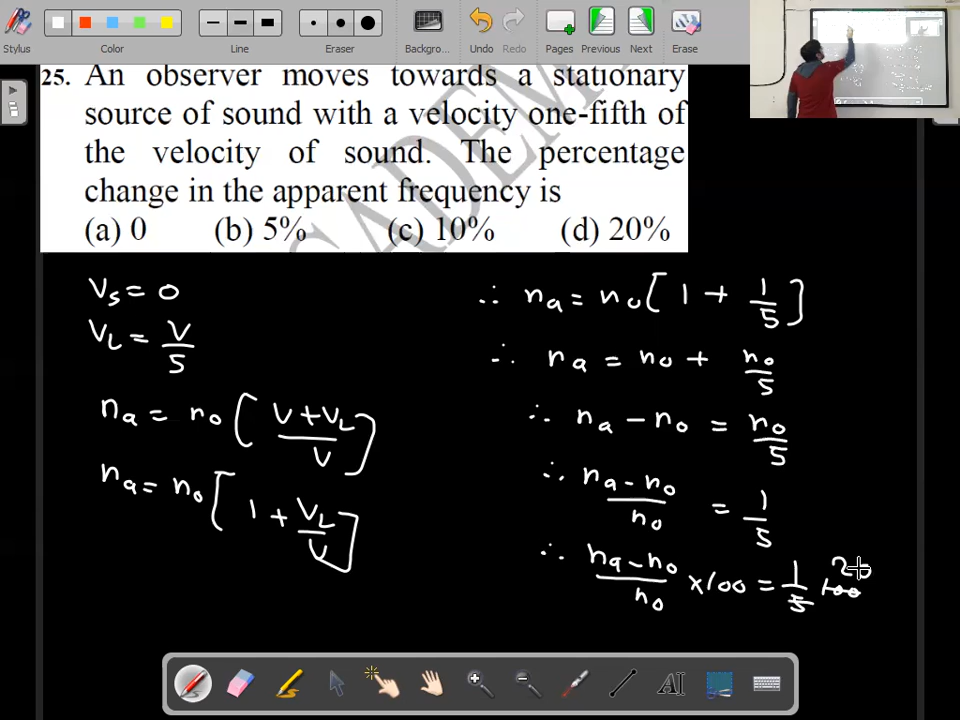 Stylus
Color
Line
Eraser
Backgro...
Undo
Redo
Pages
Previous
Next
Erase
25. An observer moves towards a stationary
source of sound with a velocity one-fifth of
the velocity of sound. The percentage
change in the apparent frequency is
(a) 0 (b) 5% (c) 10% (d) 20%
CADEM
Vs = 0
VL = V/5
na = no [ V + VL / V ]
na = no [ 1 + VL/V ]
∴ na = no [ 1 + 1/5 ]
∴ na = no + no/5
∴ na - no = no/5
∴ na - no / no = 1/5
∴ na - no / no × 100 = 1/5 100 20
AI